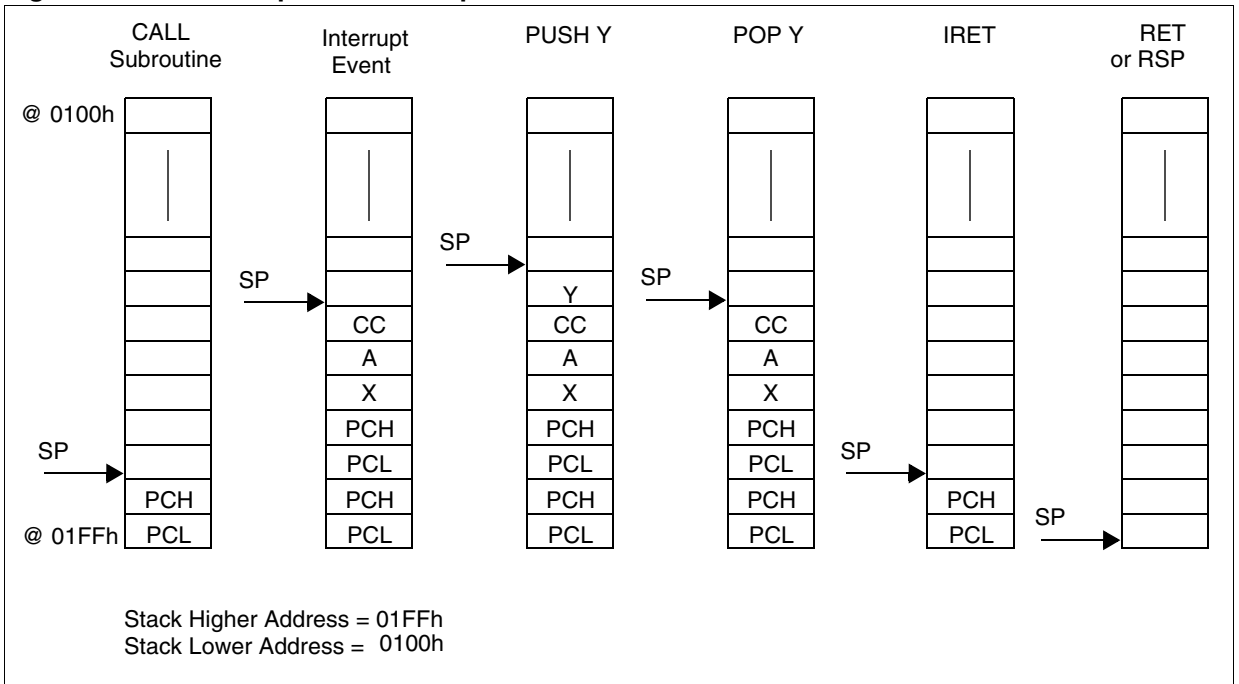 CALL Subroutine
Interrupt Event
PUSH Y
POP Y
IRET
RET or RSP
@ 0100h
SP
SP
SP
Y
CC
CC
CC
A
A
A
X
X
X
PCH
PCH
PCH
SP
PCL
PCL
PCL
SP
PCH
PCH
PCH
PCH
PCH
SP
@ 01FFh
PCL
PCL
PCL
PCL
PCL
Stack Higher Address = 01FFh
Stack Lower Address = 0100h